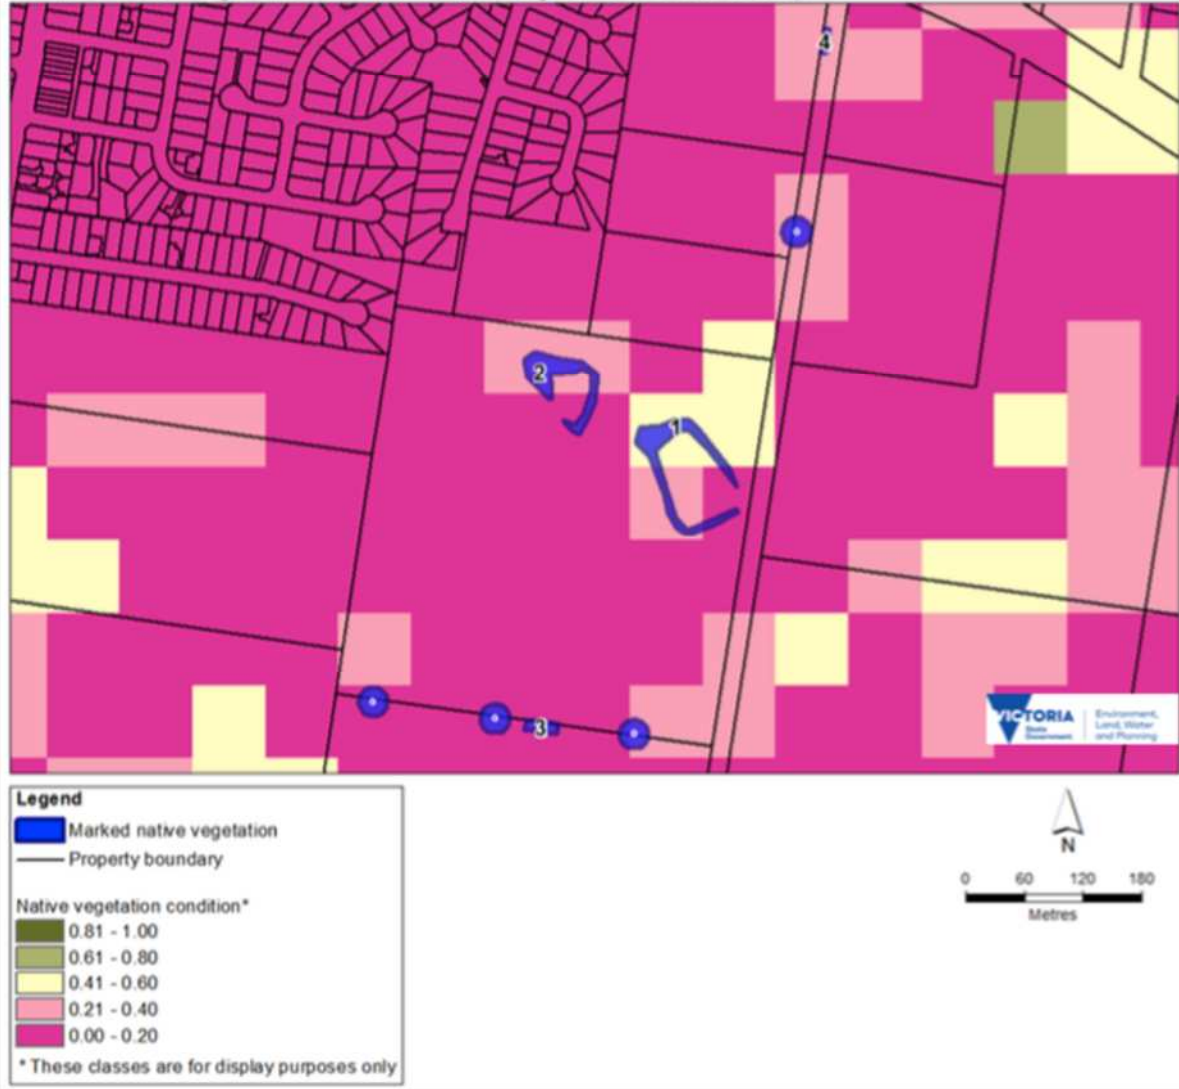 4
2
1
3
VICTORIA
State
Government
Environment,
Land, Water
and Planning
Legend
Marked native vegetation
Property boundary
Native vegetation condition*
0.81 - 1.00
0.61 - 0.80
0.41 - 0.60
0.21 - 0.40
0.00 - 0.20
* These classes are for display purposes only
N
0 60 120 180
Metres